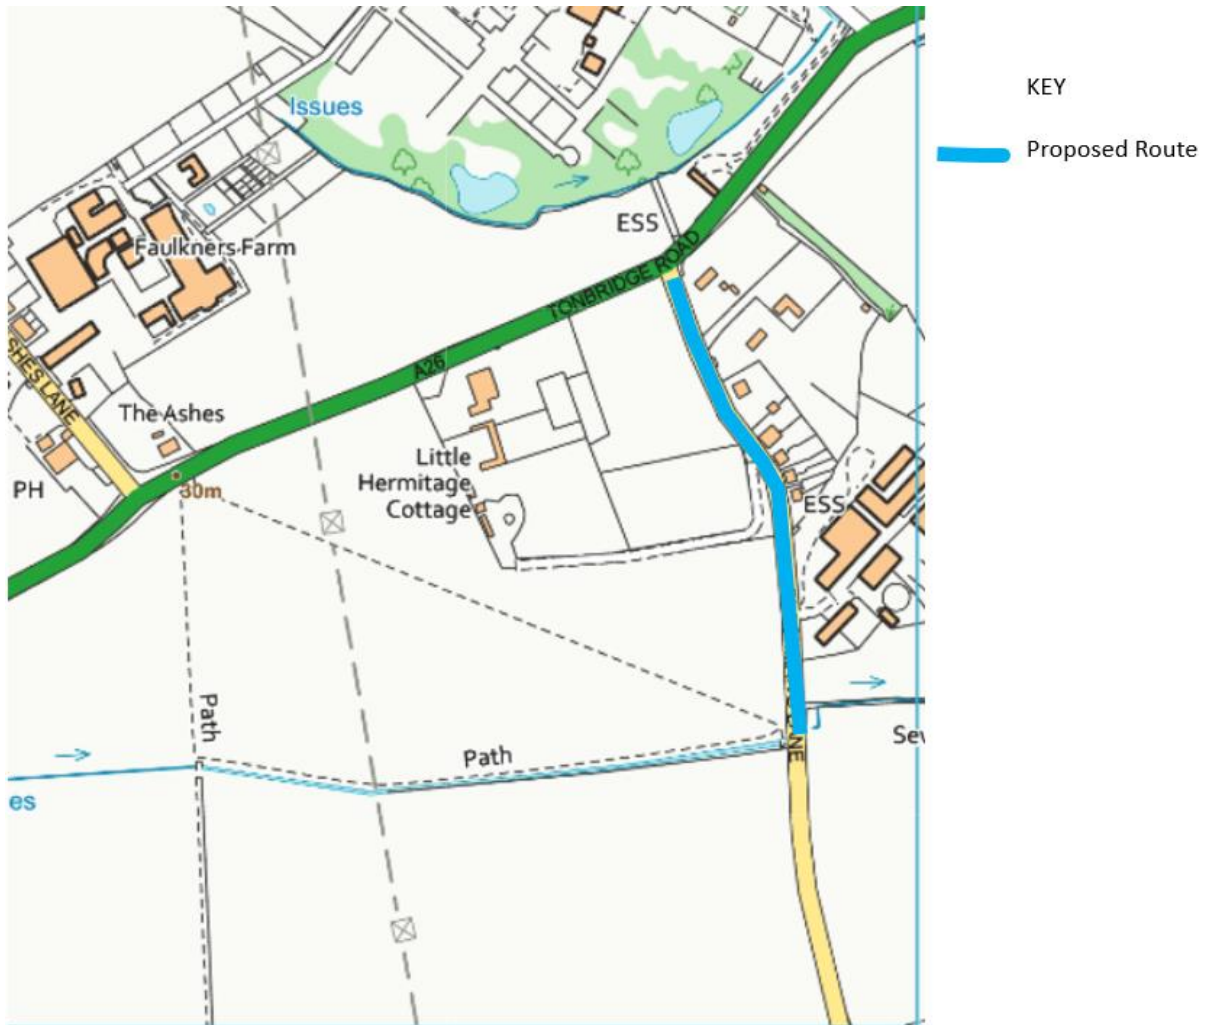 KEY
Issues
Proposed Route
ESS
Faulkners Farm
TONBRIDGE ROAD
A26
SHES LANE
The Ashes
Little
Hermitage
Cottage
PH
30m
ESS
Path
Path
NE
Sev
es